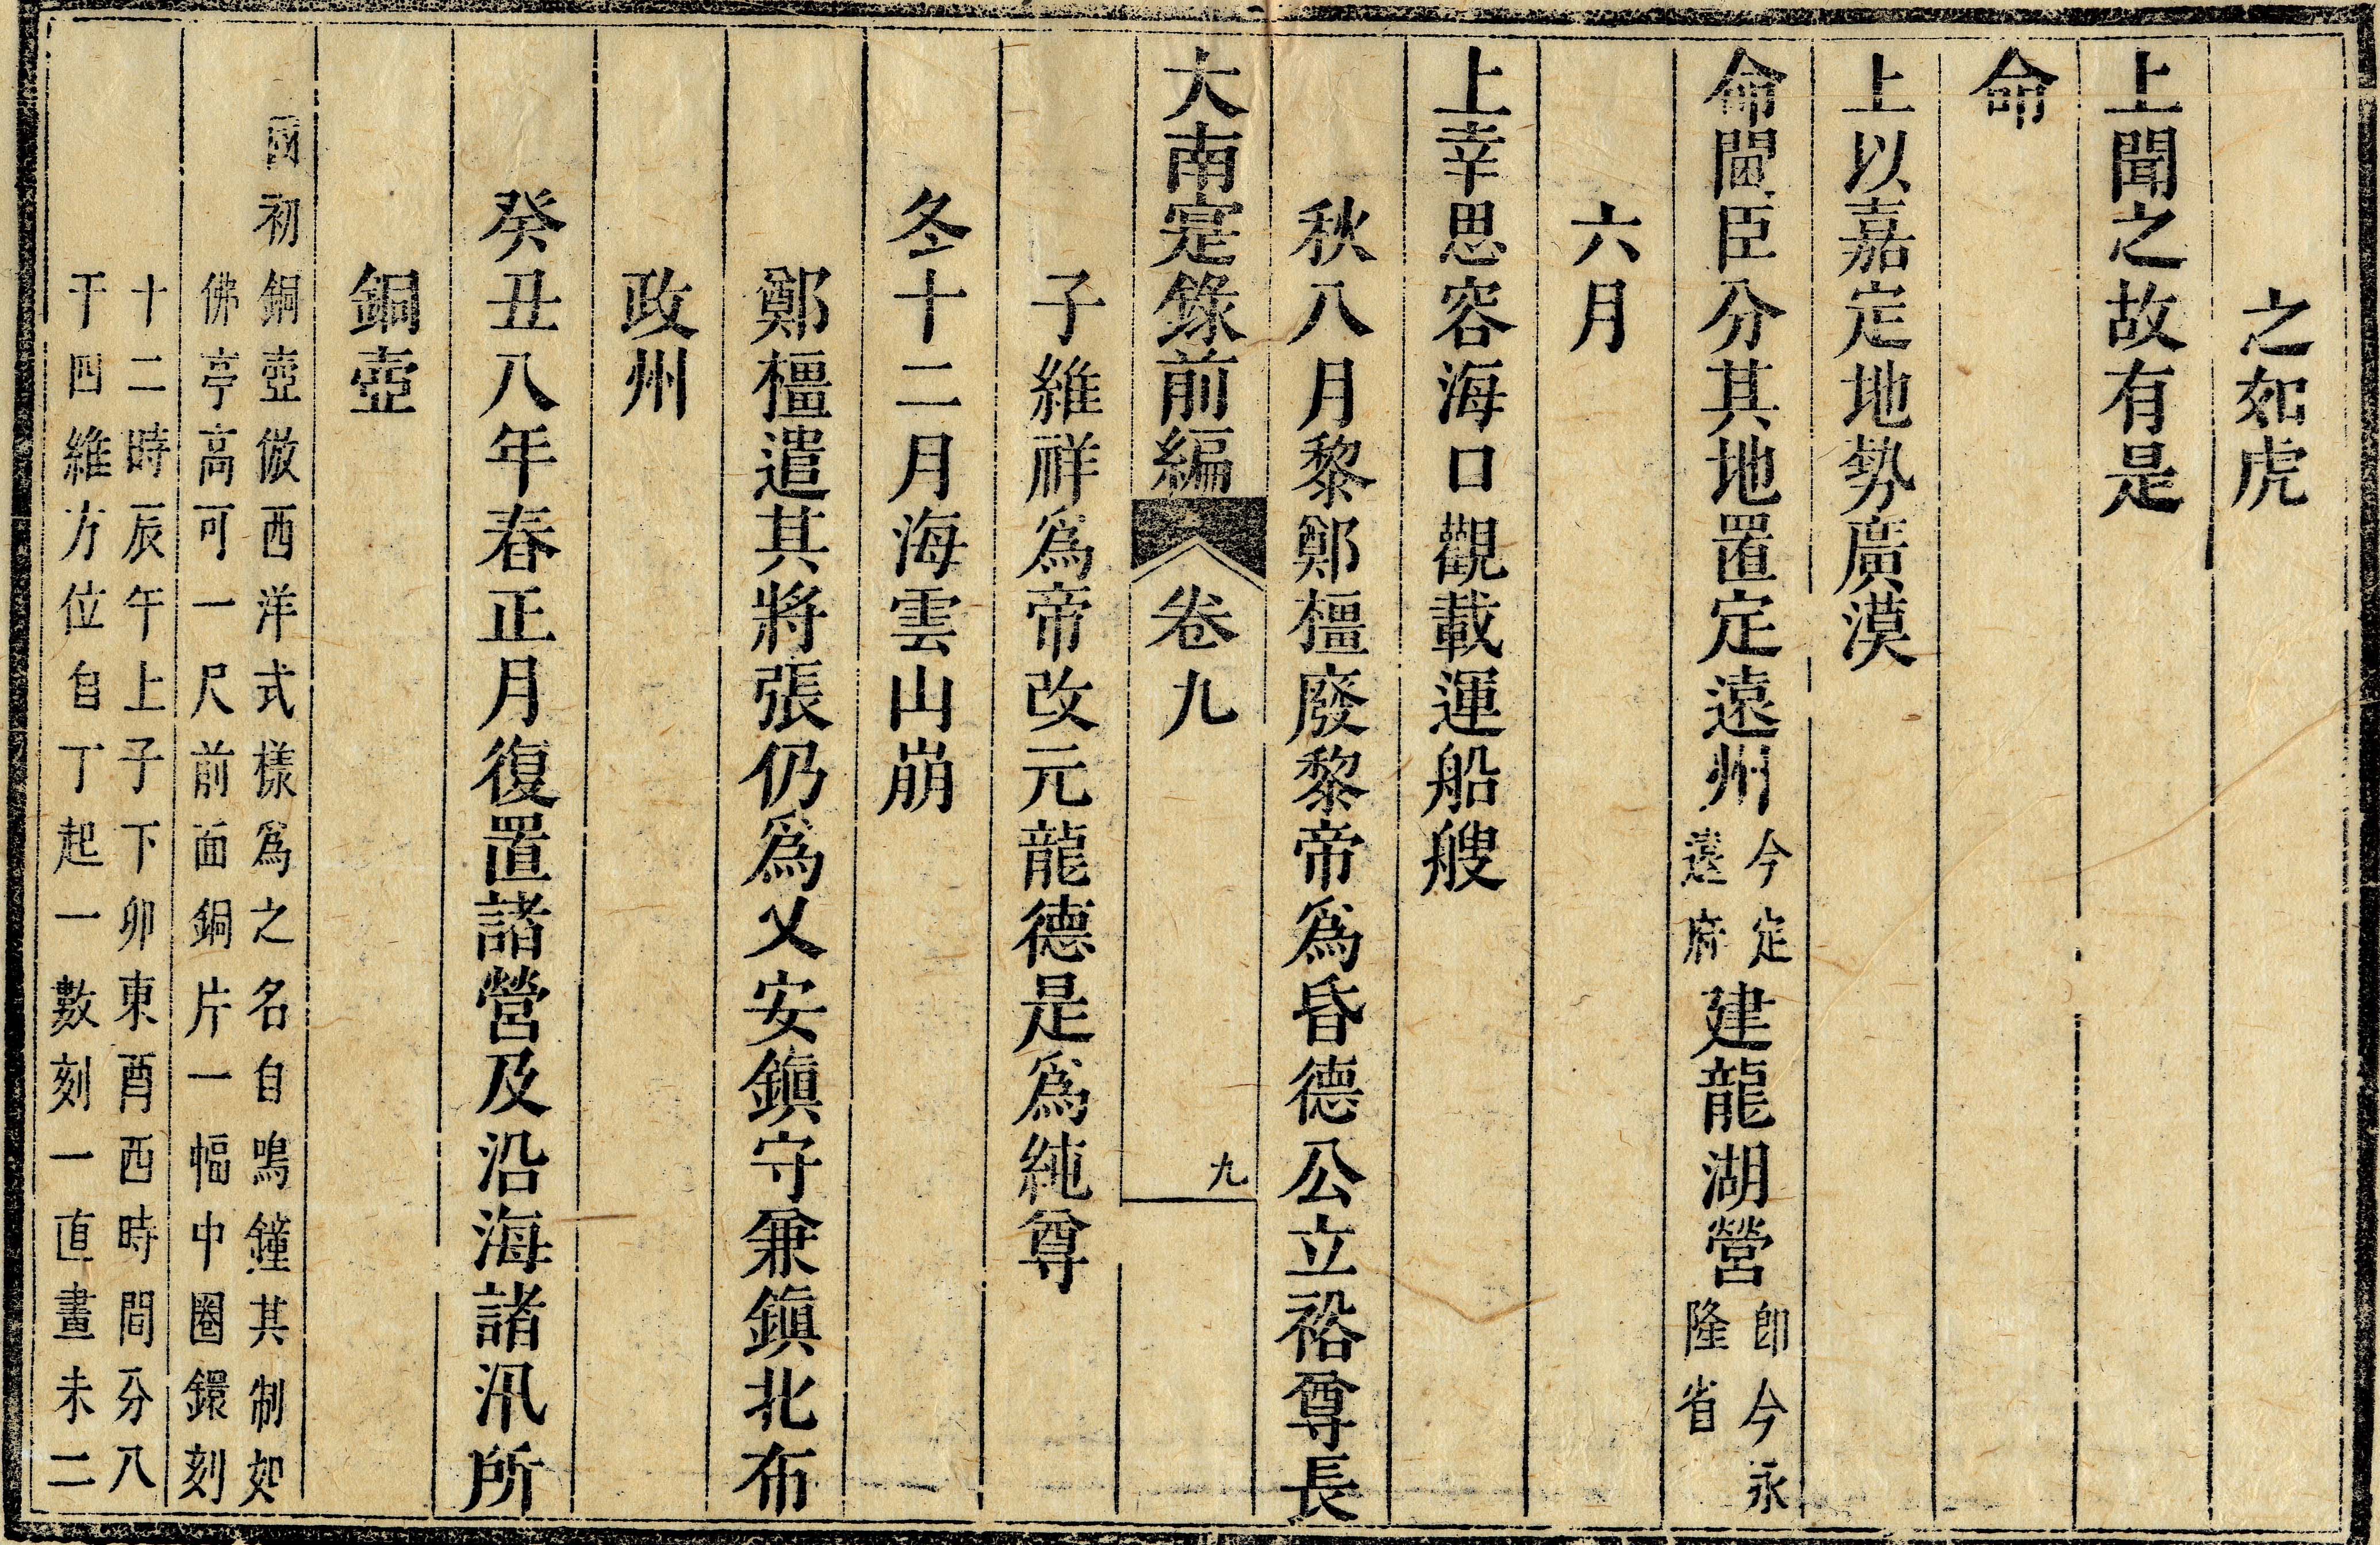 之如虎
上聞之故有是
命
上以嘉定地勢廣漠
命閫臣分其地置定遠州今定遠府建龍湖營即今永隆省
六月
上幸思容海口觀載運船艘
秋八月黎鄭橿廢黎帝爲昏德公立裕尊長
大南寔錄前編 卷九 九
子維祥爲帝改元龍德是爲純尊
冬十二月海雲山崩
鄭橿遣其將張仍爲乂安鎭守兼鎭北布
政州
癸丑八年春正月復置諸營及沿海諸汛所
銅壺
國初銅壺倣西洋式樣爲之名自鳴鐘其制如
佛亭高可一尺前面銅片一幅中圈鐶刻
十二時辰午上子下卯東酉西時間分八
干四維方位自丁起一數刻一直畫未二